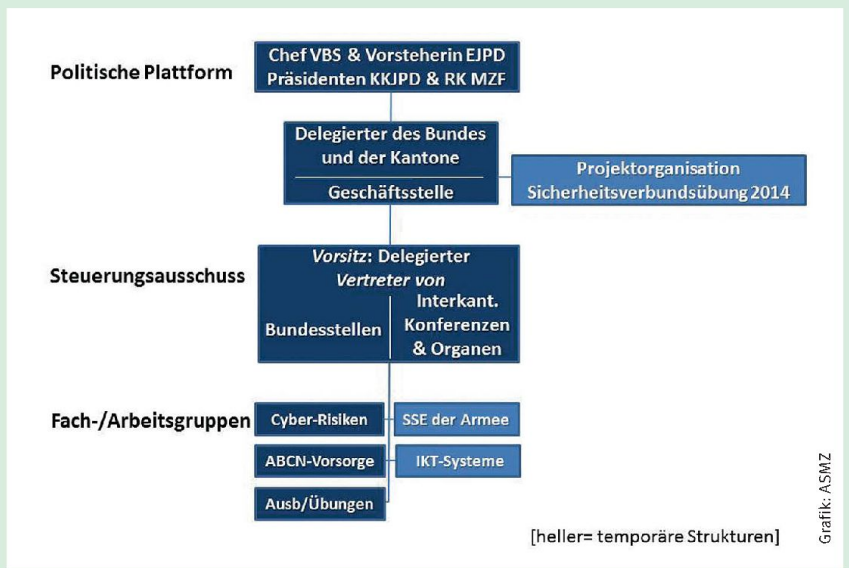 Politische Plattform
Chef VBS & Vorsteherin EJPD
Präsidenten KKJPD & RK MZF
Delegierter des Bundes
und der Kantone
Geschäftsstelle
Projektorganisation
Sicherheitsverbundsübung 2014
Steuerungsausschuss
Vorsitz: Delegierter
Vertreter von
Bundesstellen
Interkant.
Konferenzen
& Organen
Fach-/Arbeitsgruppen
Cyber-Risiken
SSE der Armee
ABCN-Vorsorge
IKT-Systeme
Ausb/Übungen
[heller= temporäre Strukturen]
Grafik: ASMZ